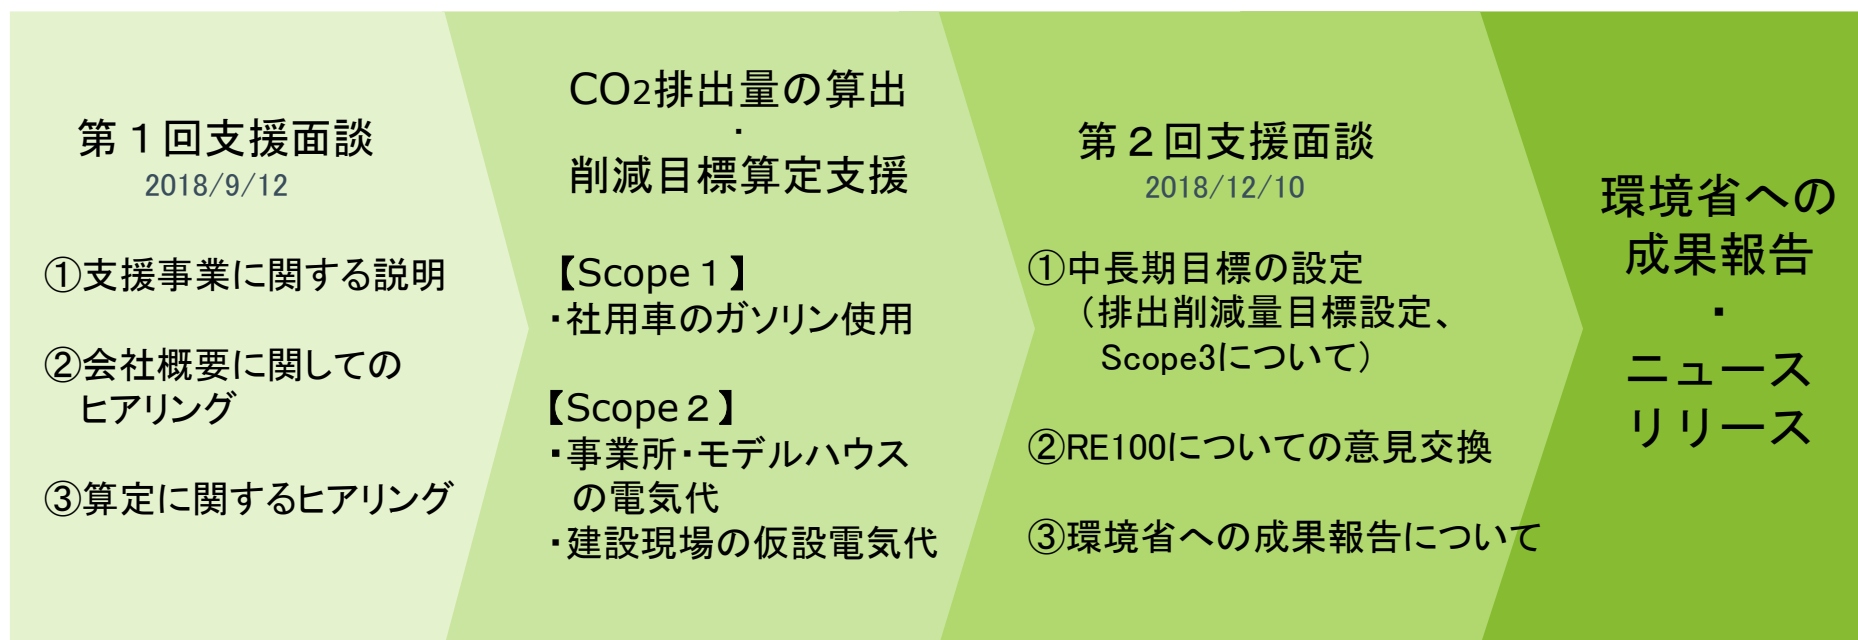 第１回支援面談
2018/9/12
①支援事業に関する説明
②会社概要に関しての
ヒアリング
③算定に関するヒアリング
CO2排出量の算出
・
削減目標算定支援
【Scope１】
・社用車のガソリン使用
【Scope２】
・事業所・モデルハウス
の電気代
・建設現場の仮設電気代
第２回支援面談
2018/12/10
①中長期目標の設定
（排出削減量目標設定、
Scope3について）
②RE100についての意見交換
③環境省への成果報告について
環境省への
成果報告
・
ニュース
リリース